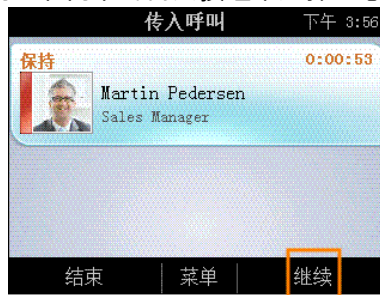 传入呼叫 下午 3:56
保持 0:00:53
Martin Pedersen
Sales Manager
结束 菜单 继续